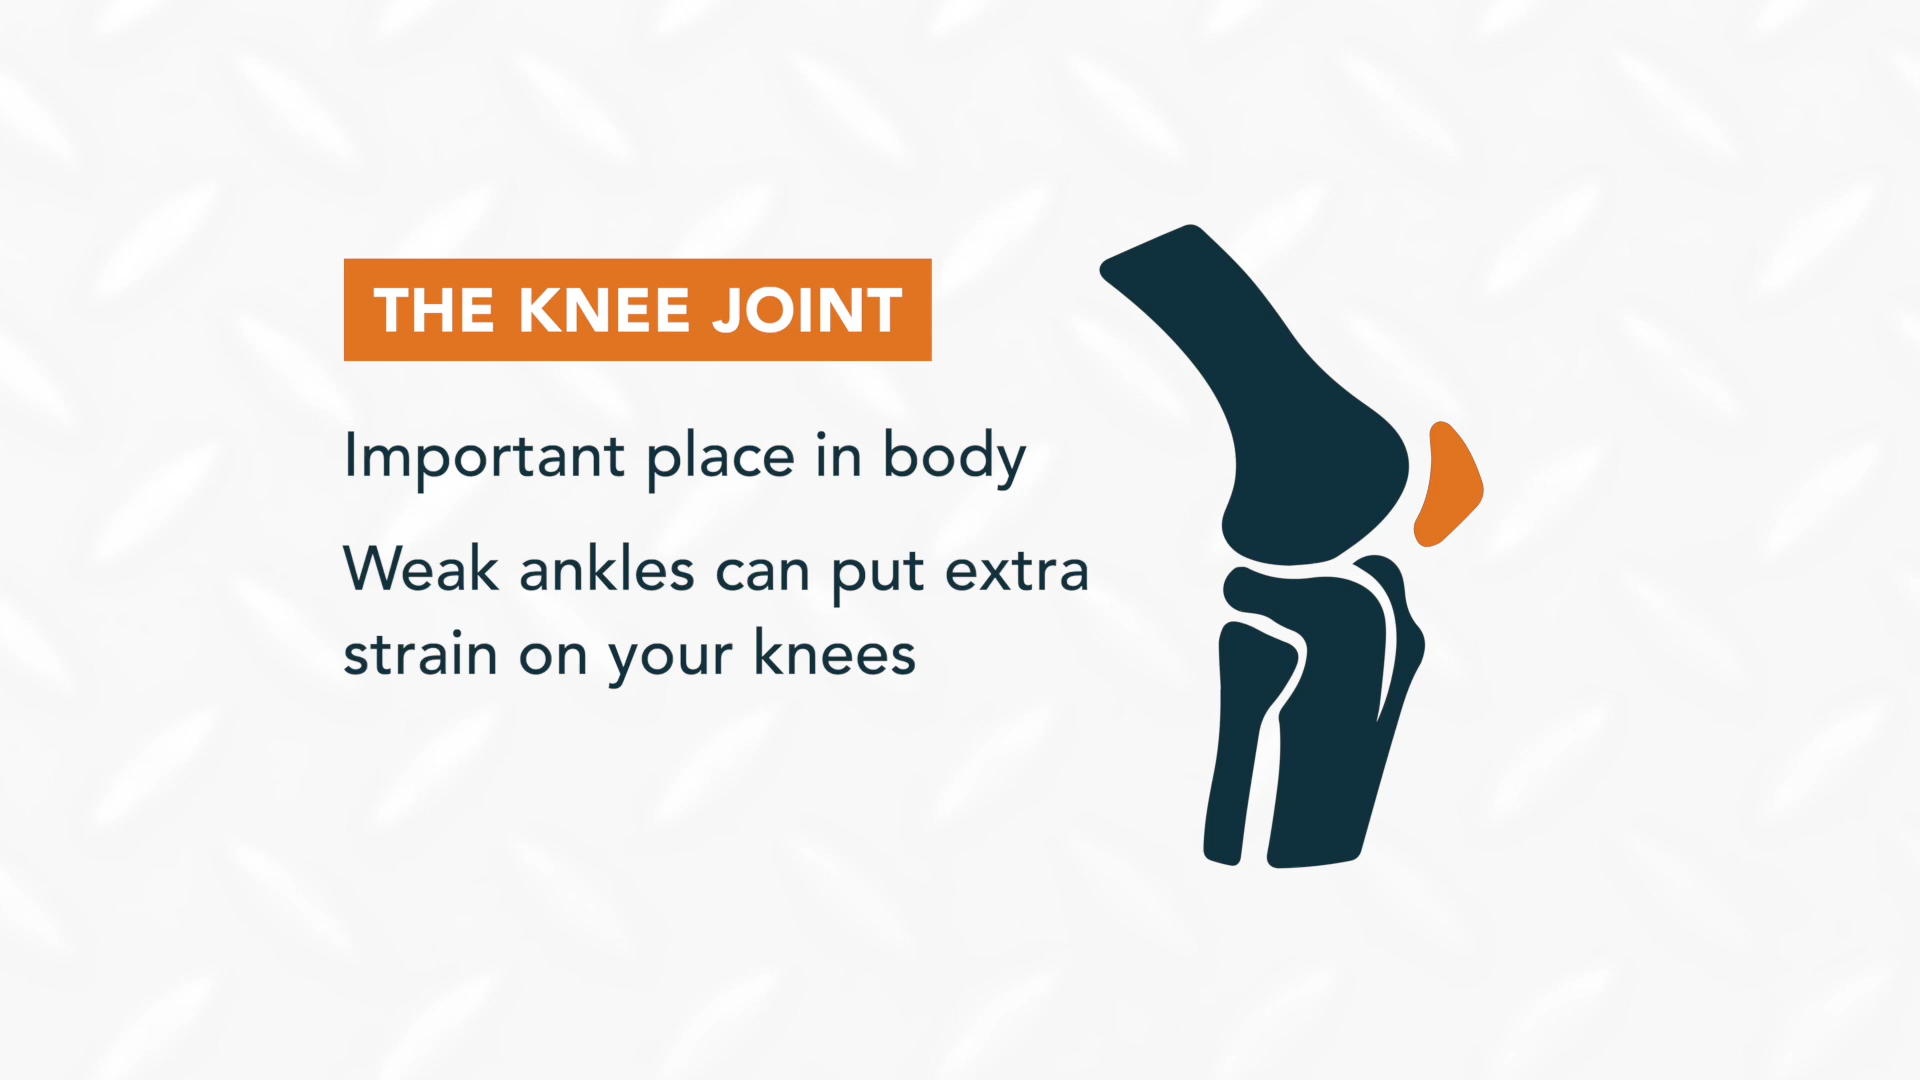 THE KNEE JOINT
Important place in body
Weak ankles can put extra
strain on your knees